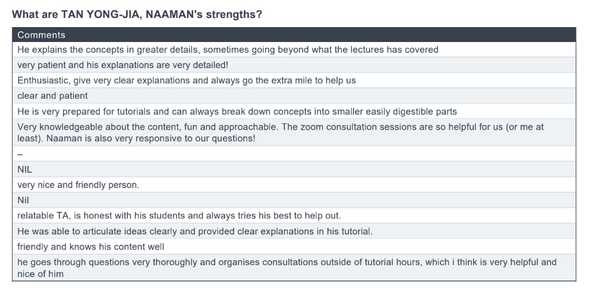 What are TAN YONG-JIA, NAAMAN's strengths?
Comments
He explains the concepts in greater details, sometimes going beyond what the lectures has covered
very patient and his explanations are very detailed!
Enthusiastic, give very clear explanations and always go the extra mile to help us
clear and patient
He is very prepared for tutorials and can always break down concepts into smaller easily digestible parts
Very knowledgeable about the content, fun and approachable. The zoom consultation sessions are so helpful for us (or me at
least). Naaman is also very responsive to our questions!
–
NIL
very nice and friendly person.
Nil
relatable TA, is honest with his students and always tries his best to help out.
He was able to articulate ideas clearly and provided clear explanations in his tutorial.
friendly and knows his content well
he goes through questions very thoroughly and organises consultations outside of tutorial hours, which i think is very helpful and
nice of him